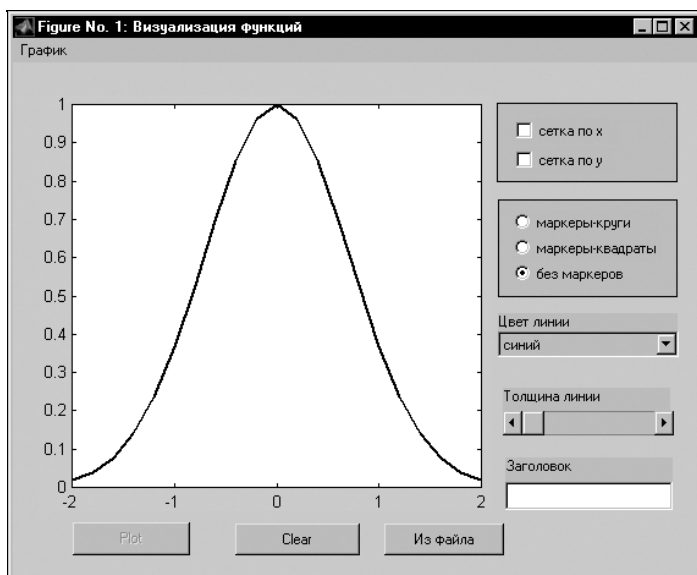 Figure No. 1: Визуализация функций
График
1
0.9
0.8
0.7
0.6
0.5
0.4
0.3
0.2
0.1
0
-2
-1
0
1
2
сетка по x
сетка по y
маркеры-круги
маркеры-квадраты
без маркеров
Цвет линии
синий
Толщина линии
Заголовок
Plot
Clear
Из файла